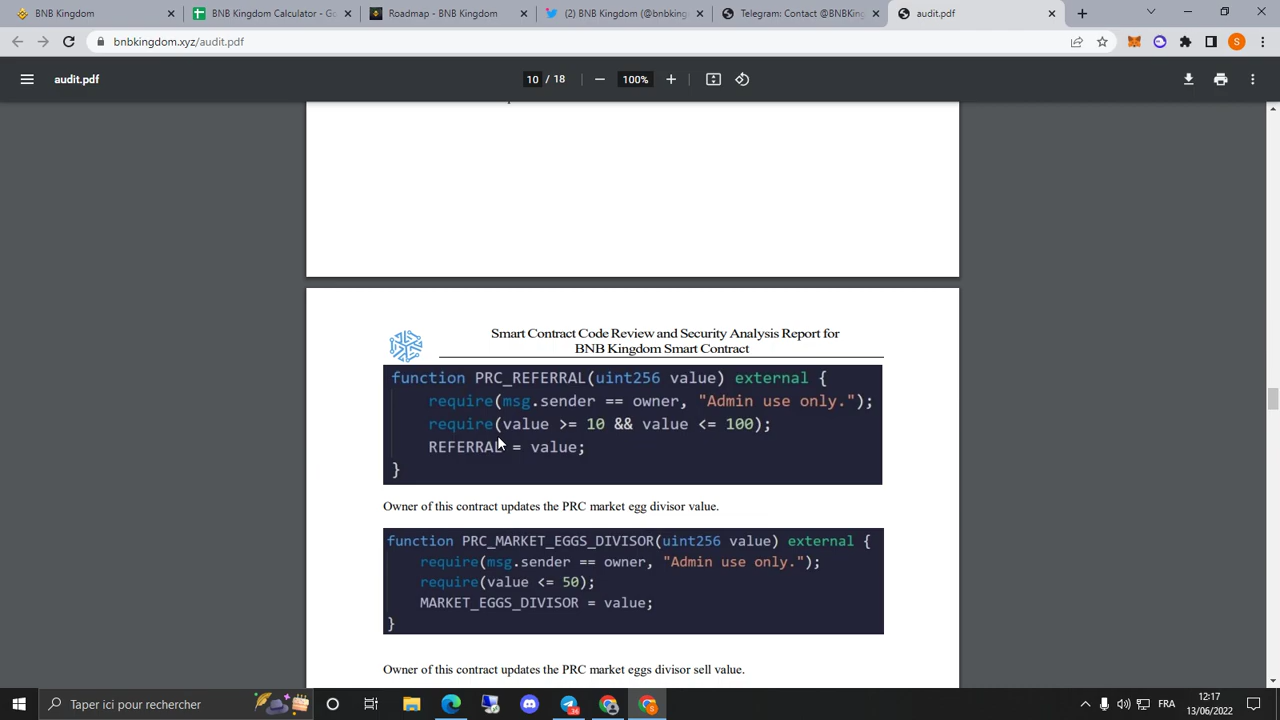 BNB Kingdom
BNB Kingdom Calculator - Go
Roadmap - BNB Kingdom
(2) BNB Kingdom (@bnbking
Telegram: Contact @BNBKing
audit.pdf
bnbkingdom.xyz/audit.pdf
S
audit.pdf
10 / 18
100%
Smart Contract Code Review and Security Analysis Report for
BNB Kingdom Smart Contract
function PRC_REFERRAL(uint256 value) external {
require(msg.sender == owner, "Admin use only.");
require(value >= 10 && value <= 100);
REFERRAL = value;
}
Owner of this contract updates the PRC market egg divisor value.
function PRC_MARKET_EGGS_DIVISOR(uint256 value) external {
require(msg.sender == owner, "Admin use only.");
require(value <= 50);
MARKET_EGGS_DIVISOR = value;
}
Owner of this contract updates the PRC market eggs divisor sell value.
Taper ici pour rechercher
FRA
12:17
13/06/2022